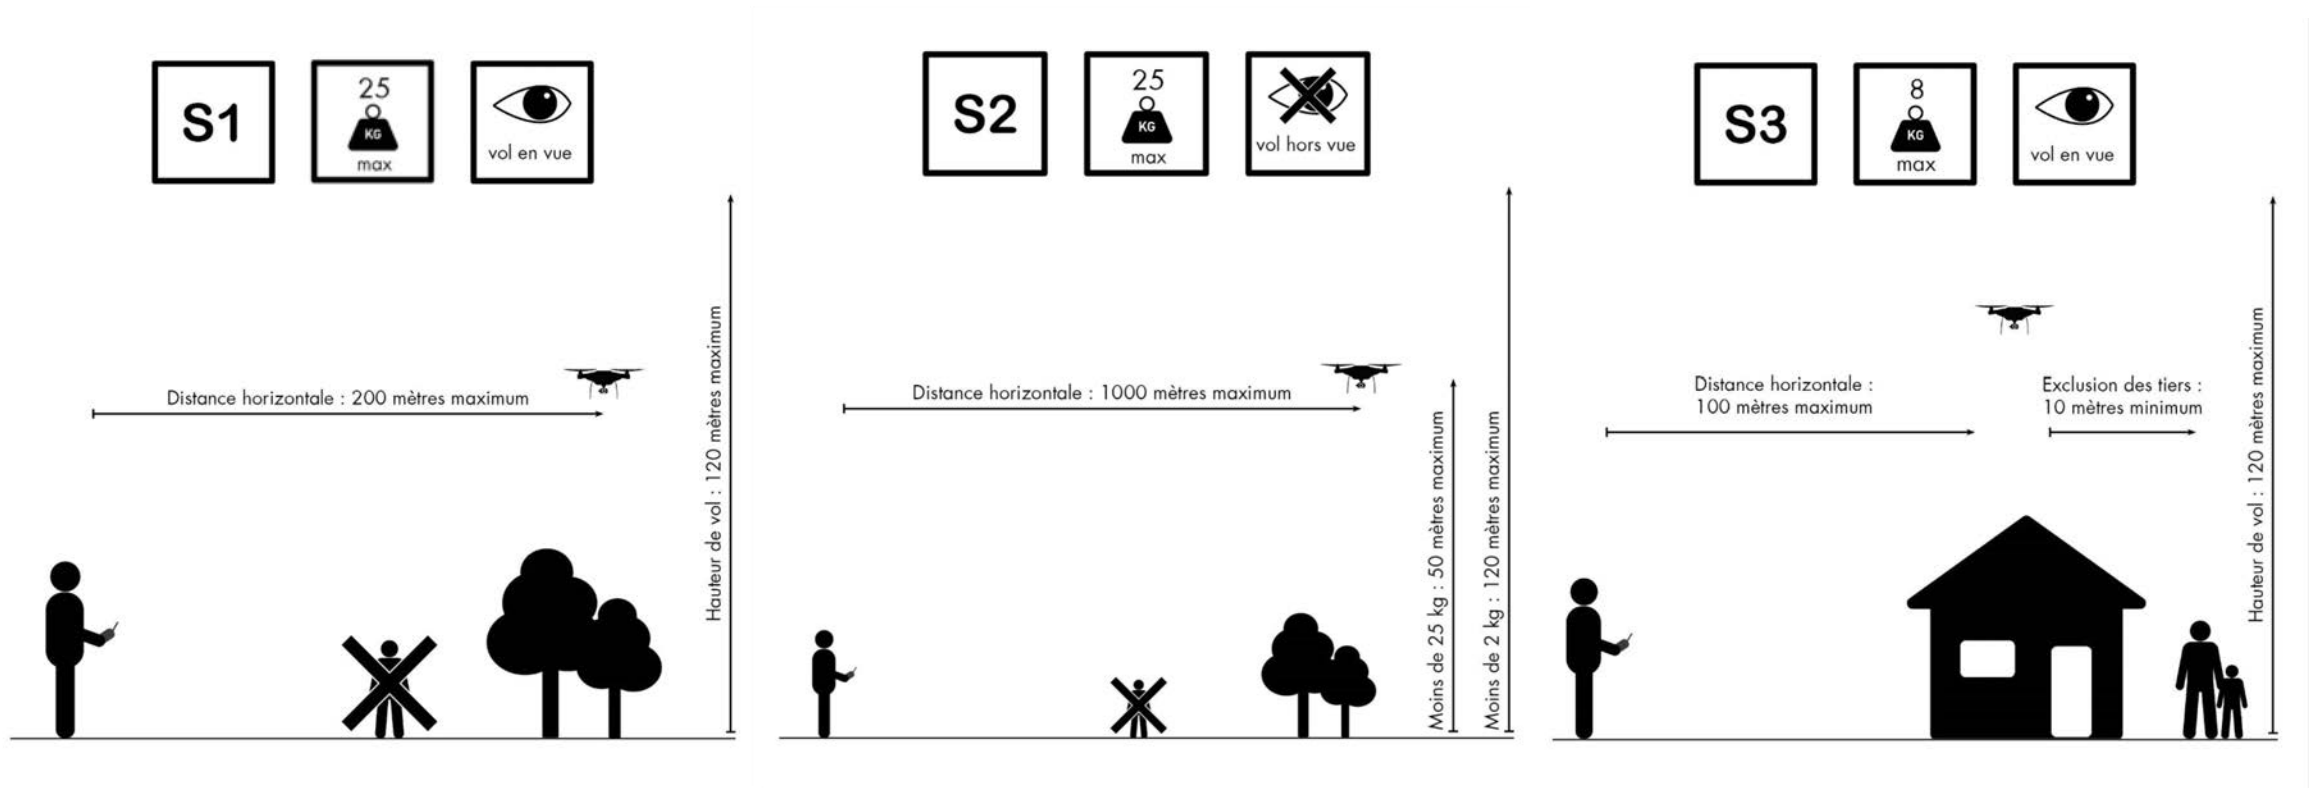 S1
25
KG
max
vol en vue
Distance horizontale : 200 mètres maximum
Hauteur de vol : 120 mètres maximum
S2
25
KG
max
vol hors vue
Distance horizontale : 1000 mètres maximum
Moins de 25 kg : 50 mètres maximum
Moins de 2 kg : 120 mètres maximum
S3
8
KG
max
vol en vue
Distance horizontale :
100 mètres maximum
Exclusion des tiers :
10 mètres minimum
Hauteur de vol : 120 mètres maximum